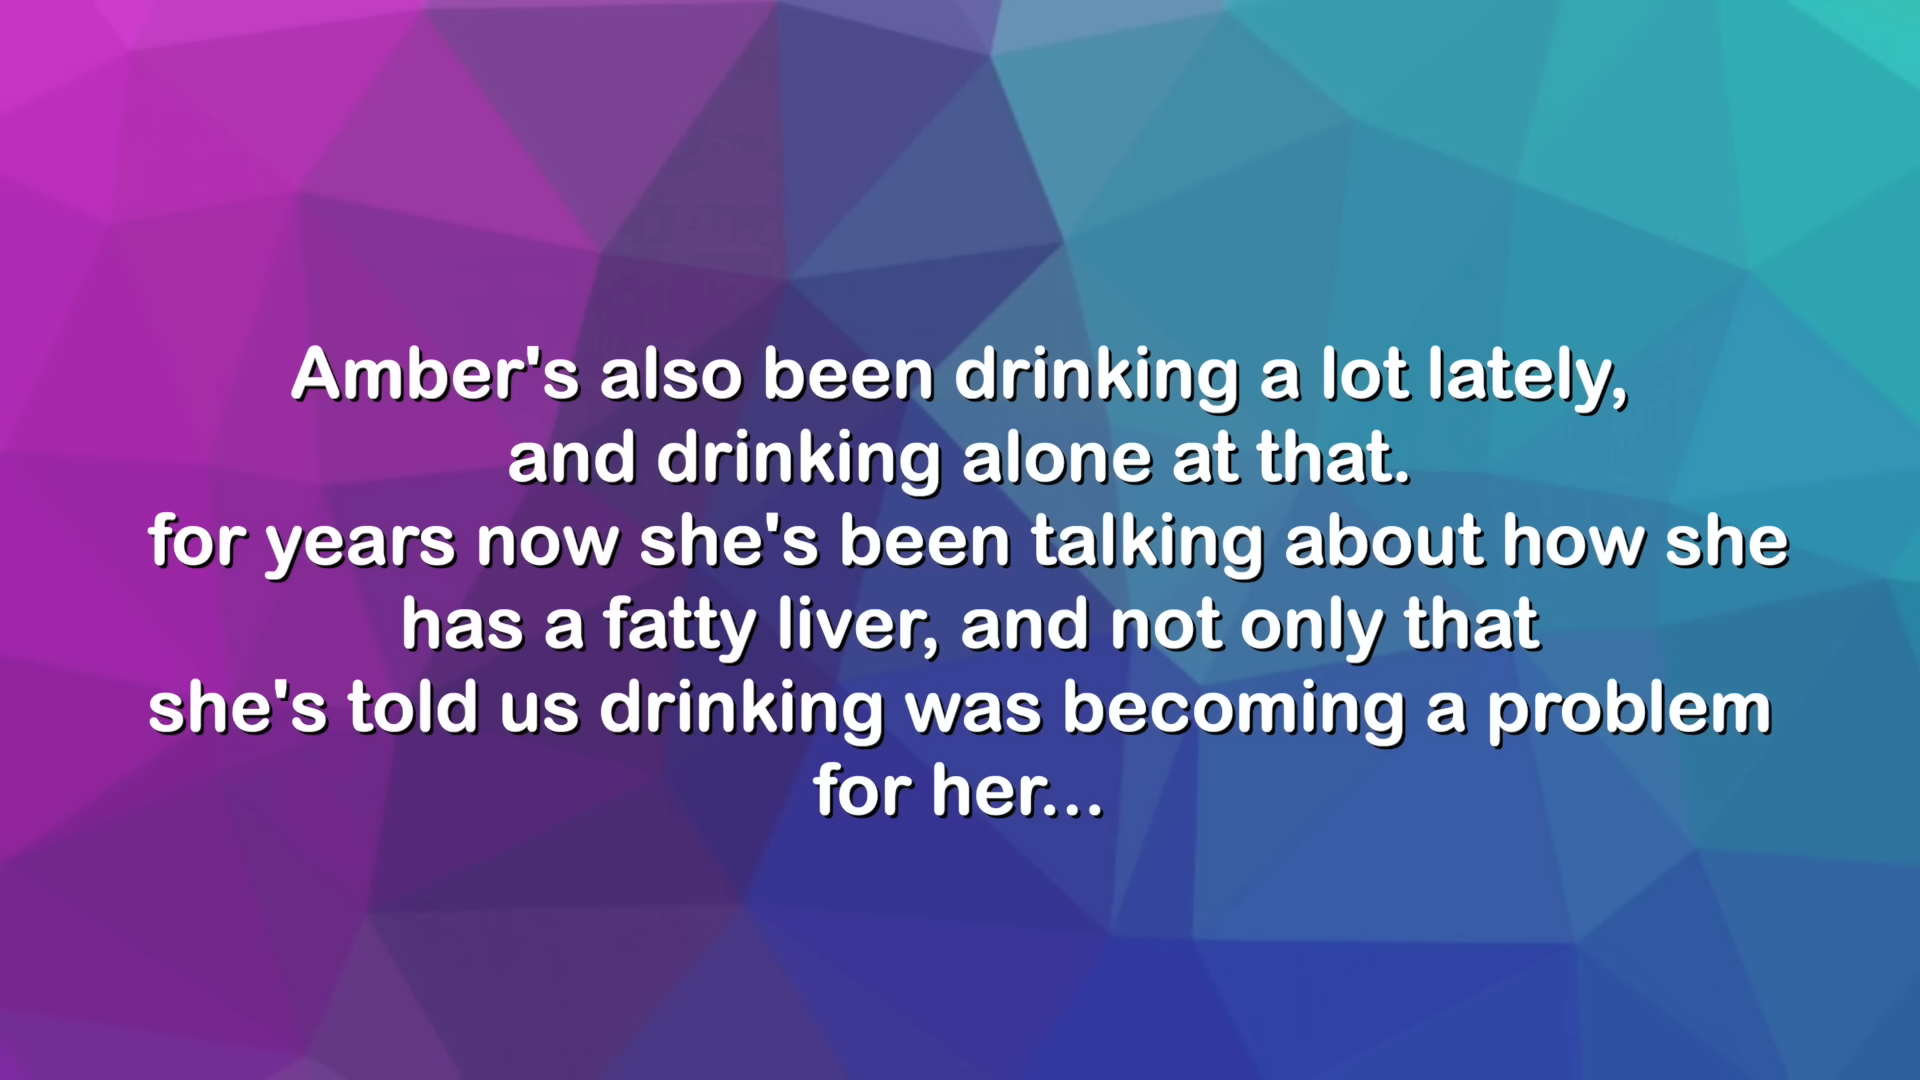 Amber's also been drinking a lot lately,
and drinking alone at that.
for years now she's been talking about how she
has a fatty liver, and not only that
she's told us drinking was becoming a problem
for her...